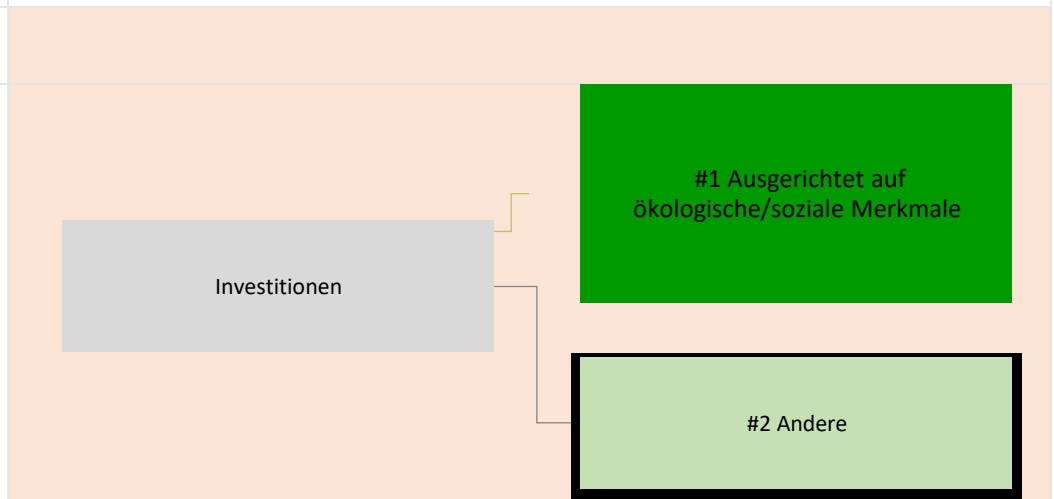 #1 Ausgerichtet auf
ökologische/soziale Merkmale
Investitionen
#2 Andere